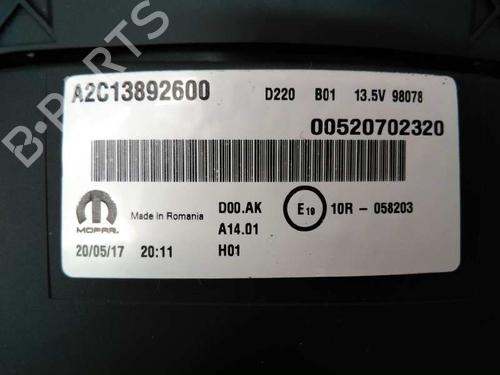 A2C13892600 D220 B01 13.5V 98078
00520702320
MOPAR. Made in Romania D00.AK E19 10R - 058203
A14.01
20/05/17 20:11 H01
B-PARTS